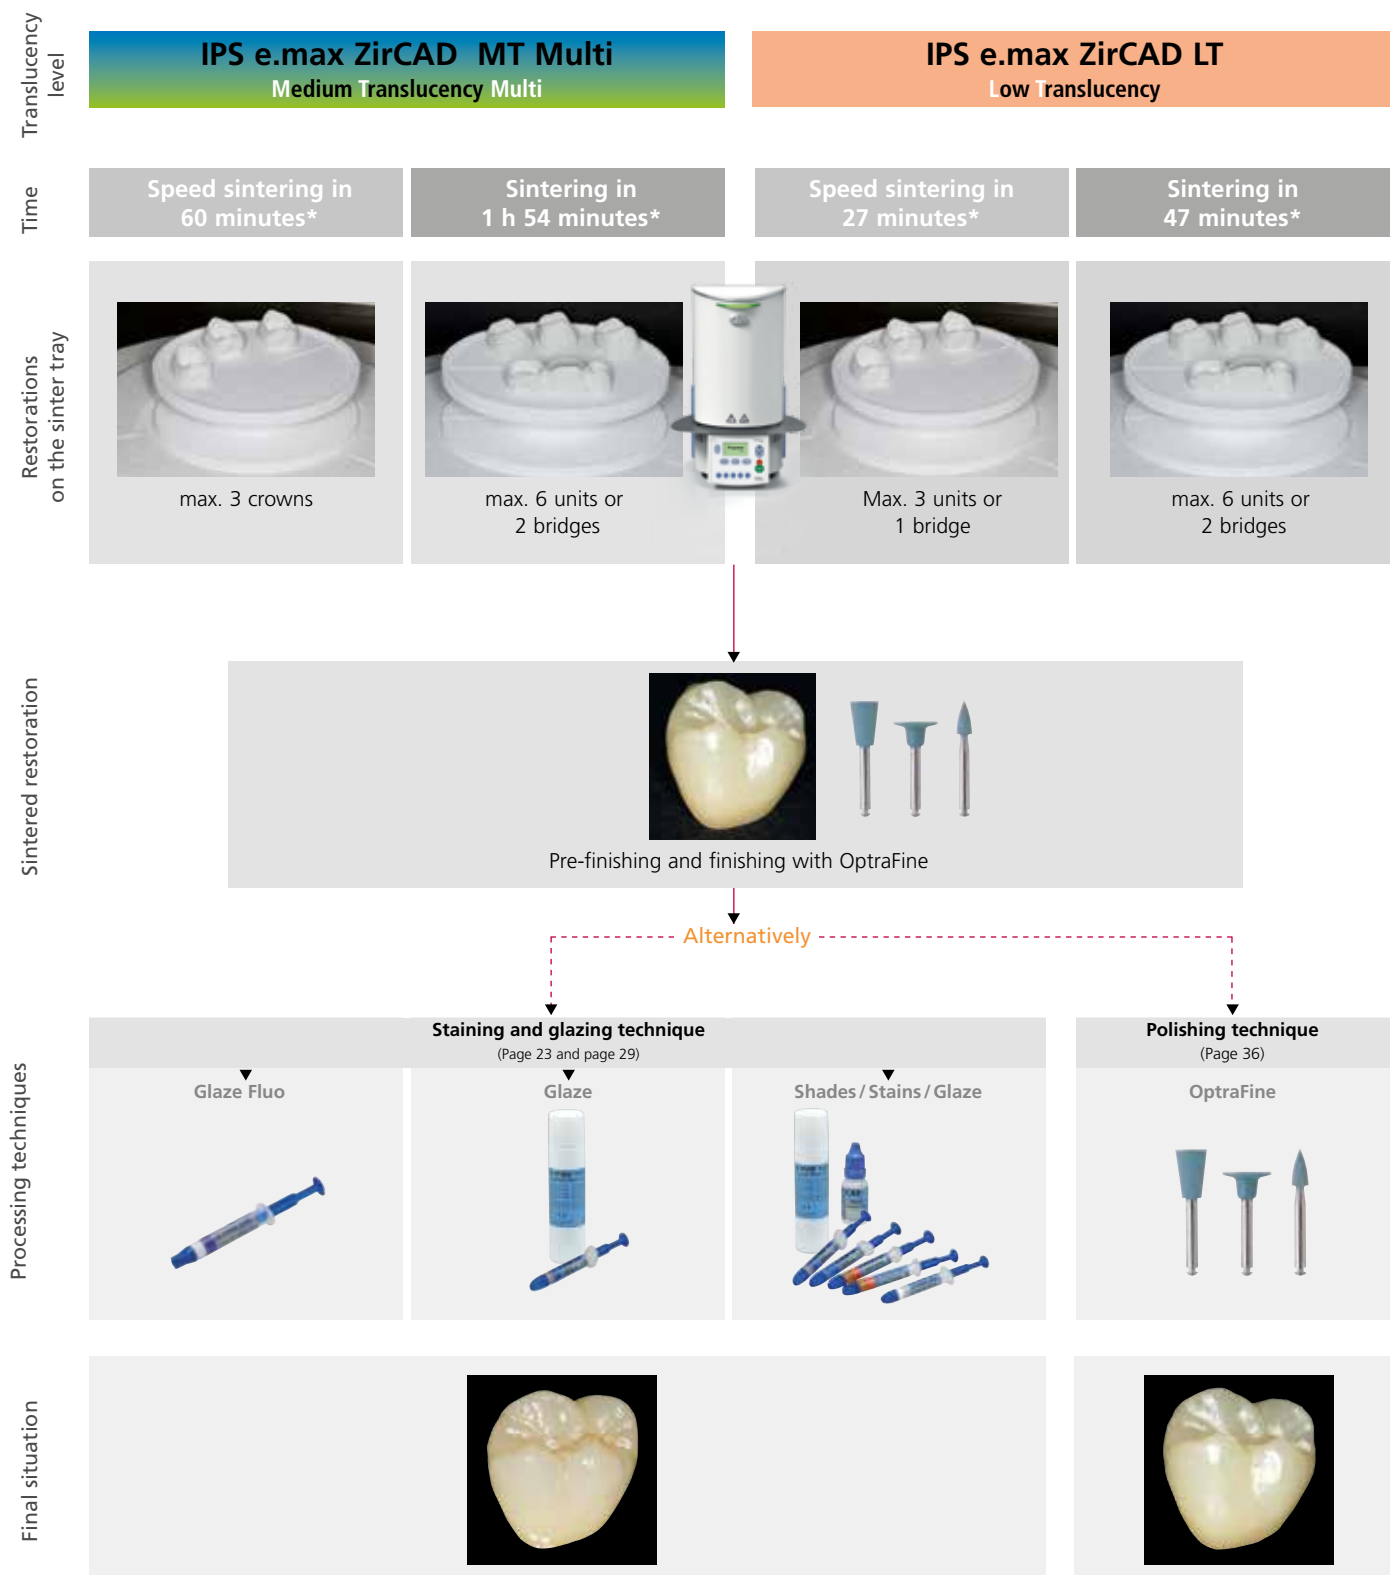 Translucency
level
IPS e.max ZirCAD MT Multi
Medium Translucency Multi
IPS e.max ZirCAD LT
Low Translucency
Time
Speed sintering in
60 minutes*
Sintering in
1 h 54 minutes*
Speed sintering in
27 minutes*
Sintering in
47 minutes*
Restorations
on the sinter tray
max. 3 crowns
max. 6 units or
2 bridges
Max. 3 units or
1 bridge
max. 6 units or
2 bridges
Sintered restoration
Pre-finishing and finishing with OptraFine
Alternatively
Processing techniques
Staining and glazing technique
(Page 23 and page 29)
Polishing technique
(Page 36)
Glaze Fluo
Glaze
Shades / Stains / Glaze
OptraFine
Final situation